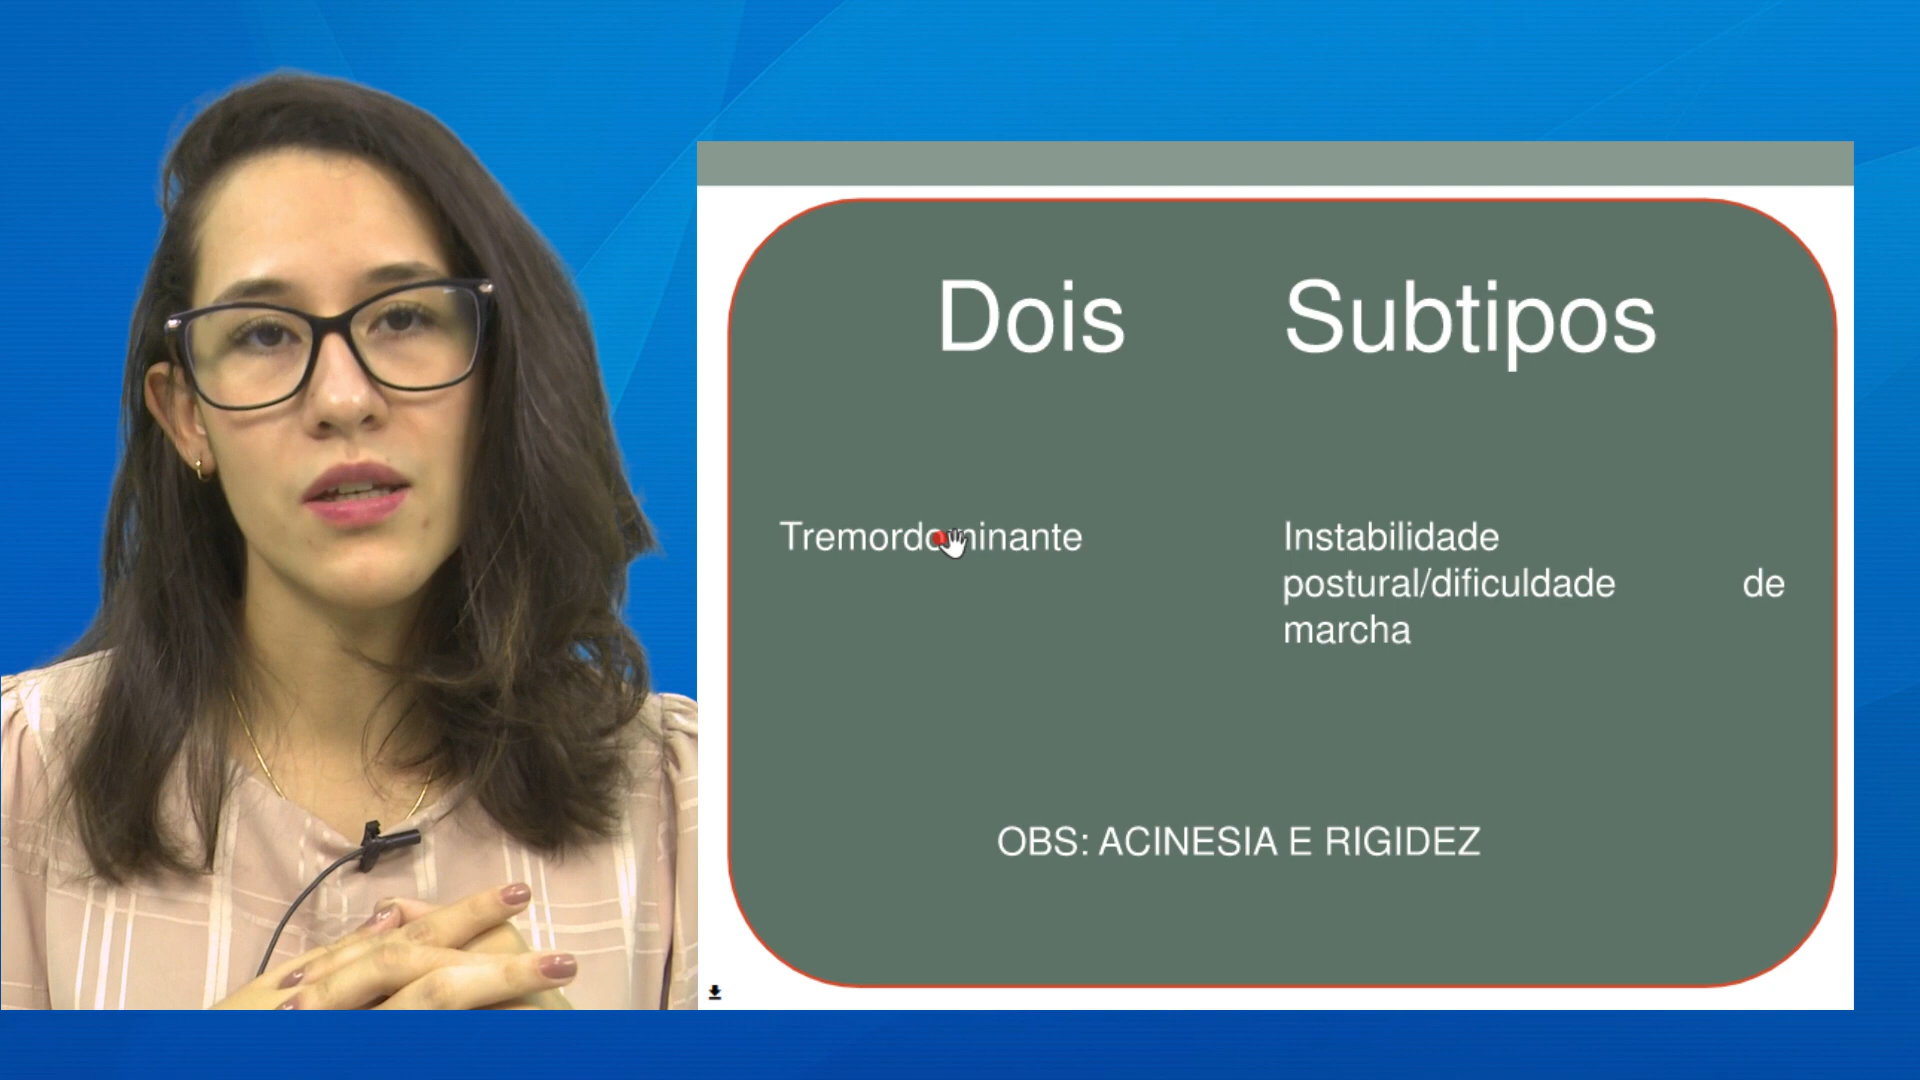 Dois Subtipos
Tremordominante
Instabilidade
postural/dificuldade de
marcha
OBS: ACINESIA E RIGIDEZ